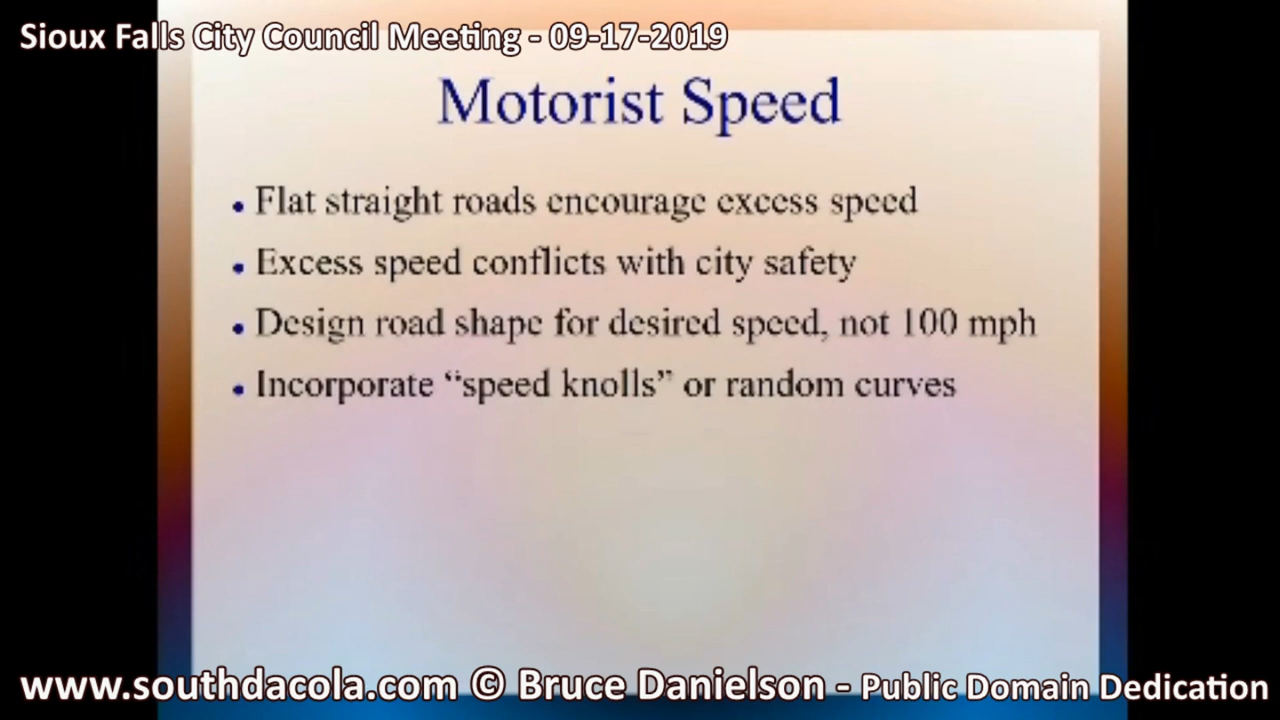 Sioux Falls City Council Meeting - 09-17-2019
Motorist Speed
• Flat straight roads encourage excess speed
• Excess speed conflicts with city safety
• Design road shape for desired speed, not 100 mph
• Incorporate “speed knolls” or random curves
www.southdacola.com © Bruce Danielson - Public Domain Dedication